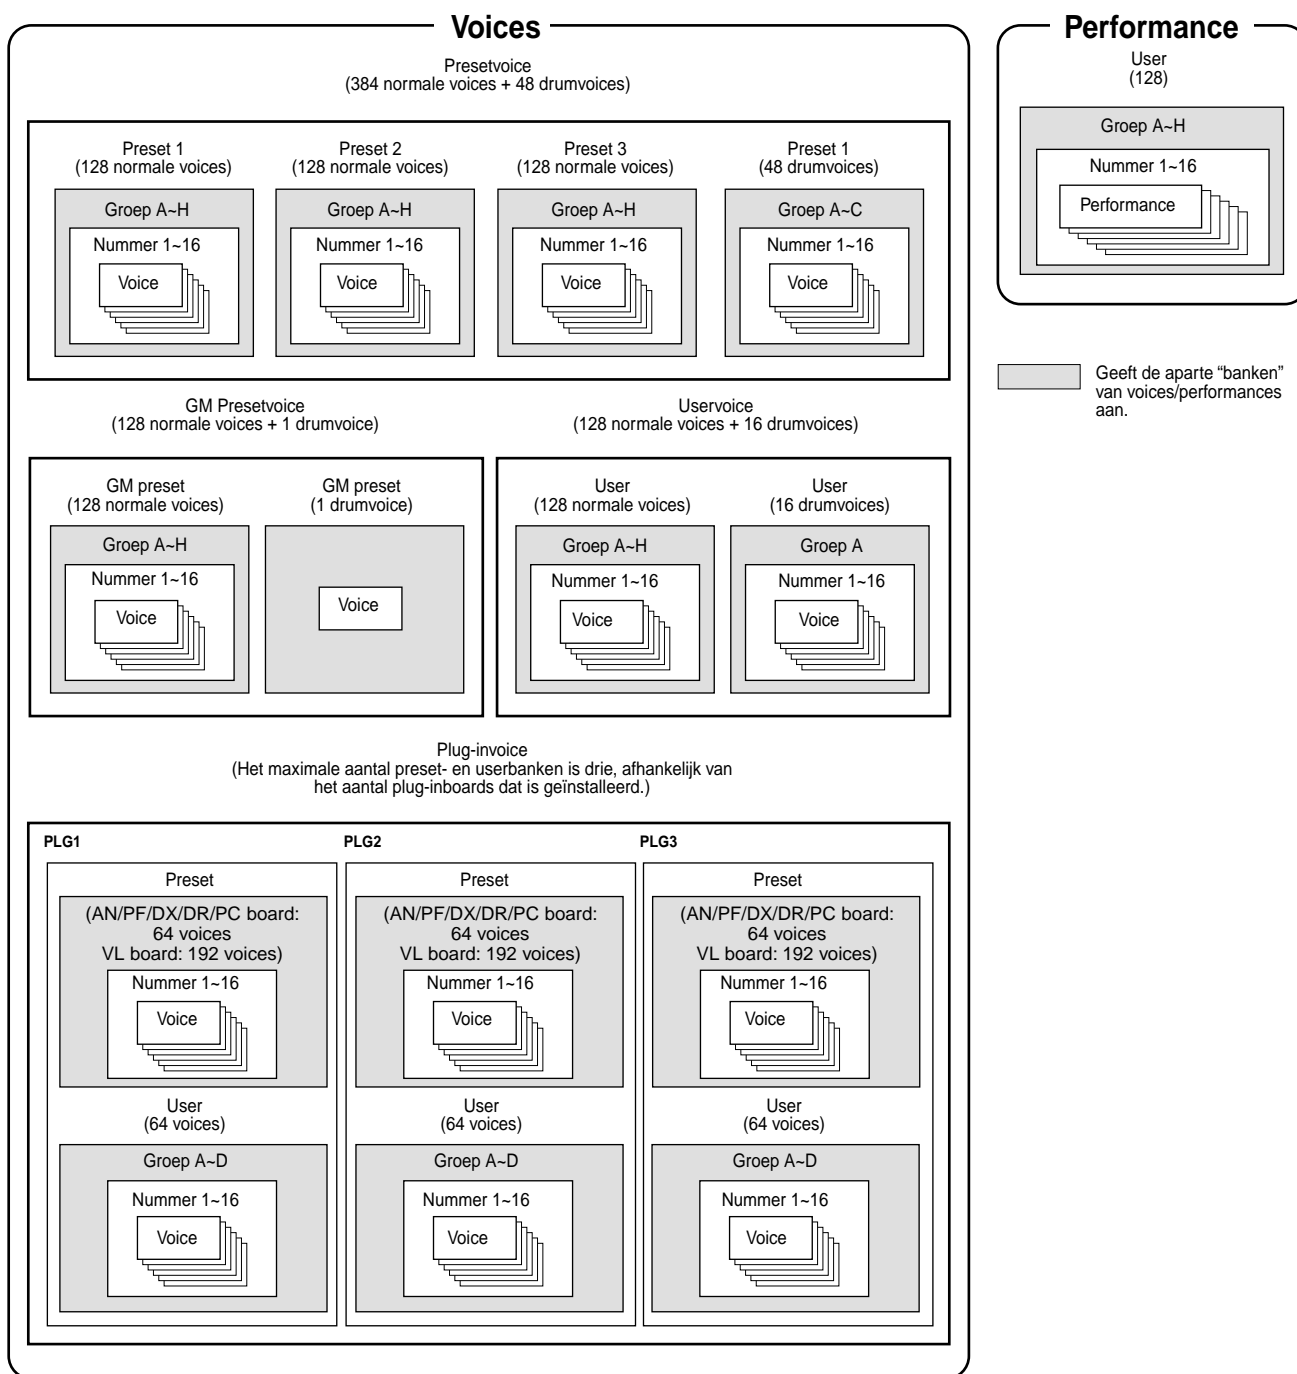 Voices
Presetvoice
(384 normale voices + 48 drumvoices)
Preset 1
(128 normale voices)
Groep A~H
Nummer 1~16
Voice
Preset 2
(128 normale voices)
Groep A~H
Nummer 1~16
Voice
Preset 3
(128 normale voices)
Groep A~H
Nummer 1~16
Voice
Preset 1
(48 drumvoices)
Groep A~C
Nummer 1~16
Voice
GM Presetvoice
(128 normale voices + 1 drumvoice)
GM preset
(128 normale voices)
Groep A~H
Nummer 1~16
Voice
GM preset
(1 drumvoice)
Voice
Uservoice
(128 normale voices + 16 drumvoices)
User
(128 normale voices)
Groep A~H
Nummer 1~16
Voice
User
(16 drumvoices)
Groep A
Nummer 1~16
Voice
Plug-invoice
(Het maximale aantal preset- en userbanken is drie, afhankelijk van
het aantal plug-inboards dat is geïnstalleerd.)
PLG1
Preset
(AN/PF/DX/DR/PC board:
64 voices
VL board: 192 voices)
Nummer 1~16
Voice
User
(64 voices)
Groep A~D
Nummer 1~16
Voice
PLG2
Preset
(AN/PF/DX/DR/PC board:
64 voices
VL board: 192 voices)
Nummer 1~16
Voice
User
(64 voices)
Groep A~D
Nummer 1~16
Voice
PLG3
Preset
(AN/PF/DX/DR/PC board:
64 voices
VL board: 192 voices)
Nummer 1~16
Voice
User
(64 voices)
Groep A~D
Nummer 1~16
Voice
Performance
User
(128)
Groep A~H
Nummer 1~16
Performance
Geeft de aparte “banken”
van voices/performances
aan.